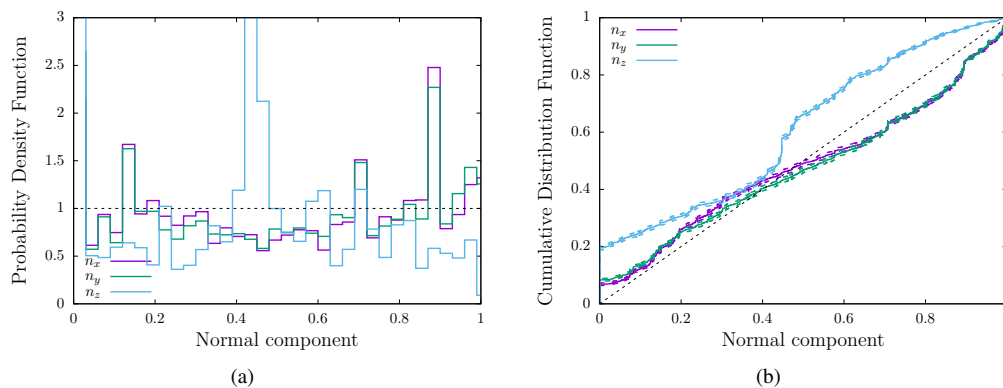 Probability Density Function
3
2.5
2
1.5
1
0.5
0
n_x
n_y
n_z
0 0.2 0.4 0.6 0.8 1
Normal component
(a)
Cumulative Distribution Function
1
0.8
0.6
0.4
0.2
0
n_x
n_y
n_z
0 0.2 0.4 0.6 0.8
Normal component
(b)